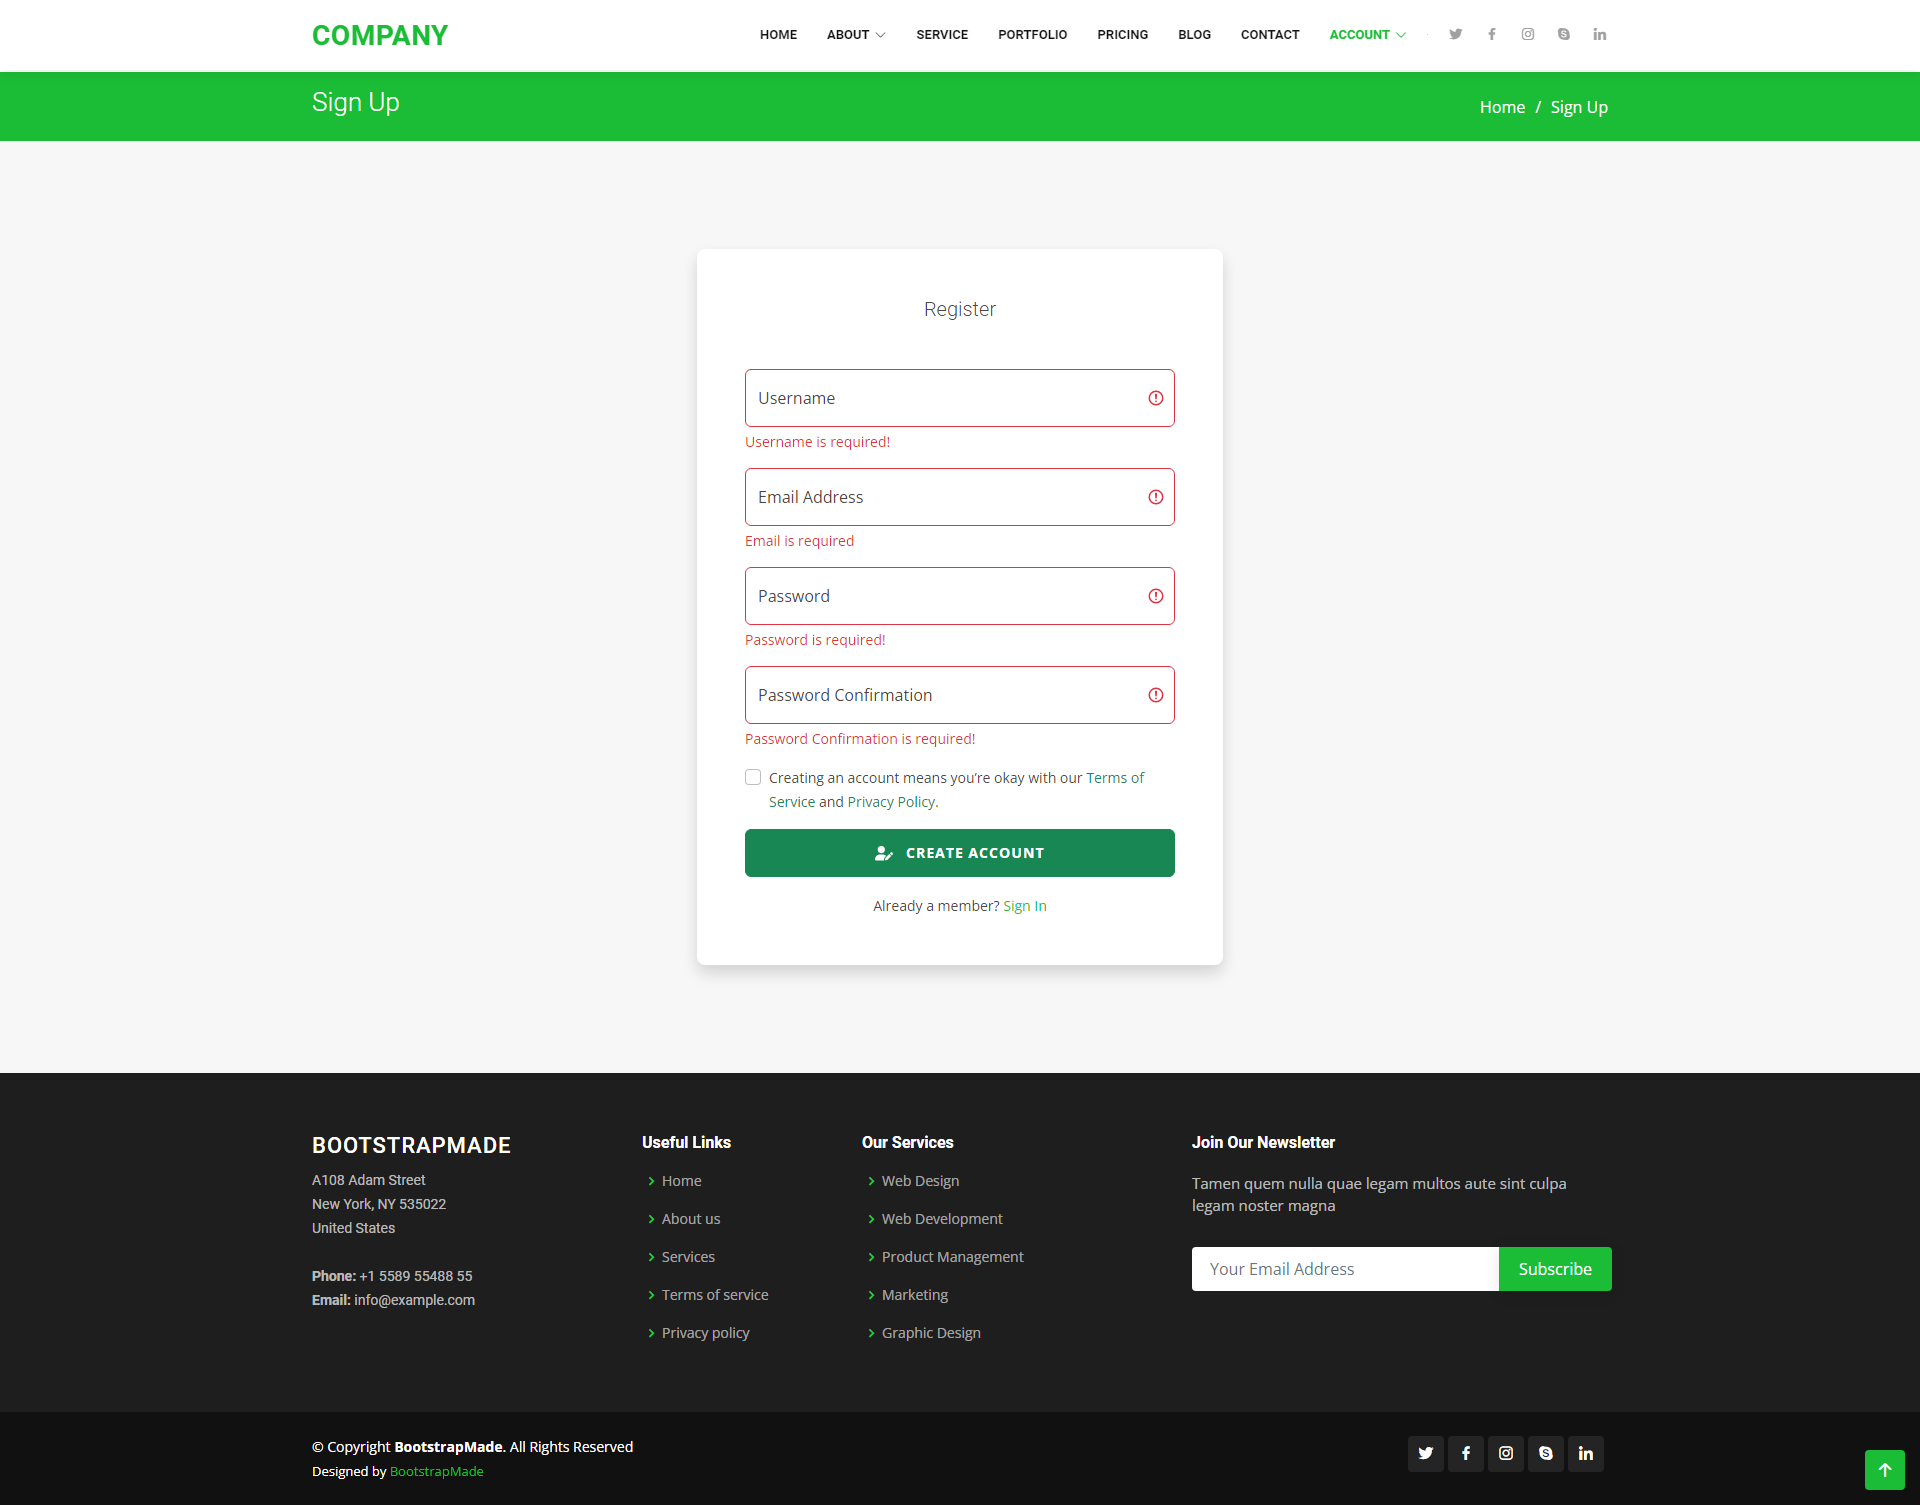 COMPANY
HOME ABOUT SERVICE PORTFOLIO PRICING BLOG CONTACT ACCOUNT
Sign Up
Home / Sign Up
Register
Username
Username is required!
Email Address
Email is required
Password
Password is required!
Password Confirmation
Password Confirmation is required!
Creating an account means you're okay with our Terms of
Service and Privacy Policy.
CREATE ACCOUNT
Already a member? Sign In
BOOTSTRAPMADE
A108 Adam Street
New York, NY 535022
United States
Phone: +1 5589 55488 55
Email: info@example.com
Useful Links
Home
About us
Services
Terms of service
Privacy policy
Our Services
Web Design
Web Development
Product Management
Marketing
Graphic Design
Join Our Newsletter
Tamen quem nulla quae legam multos aute sint culpa
legam noster magna
Your Email Address
Subscribe
© Copyright BootstrapMade. All Rights Reserved
Designed by BootstrapMade